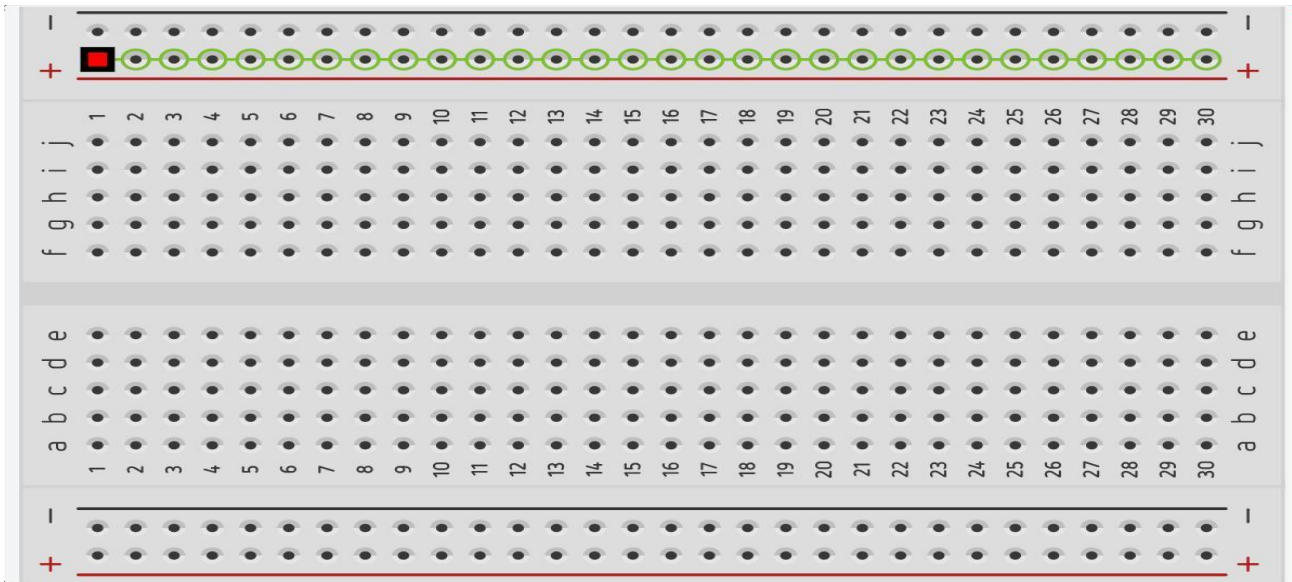 - -
+ +
1 2 3 4 5 6 7 8 9 10 11 12 13 14 15 16 17 18 19 20 21 22 23 24 25 26 27 28 29 30
j j
i i
h h
g g
f f
e e
d d
c c
b b
a a
1 2 3 4 5 6 7 8 9 10 11 12 13 14 15 16 17 18 19 20 21 22 23 24 25 26 27 28 29 30
- -
+ +